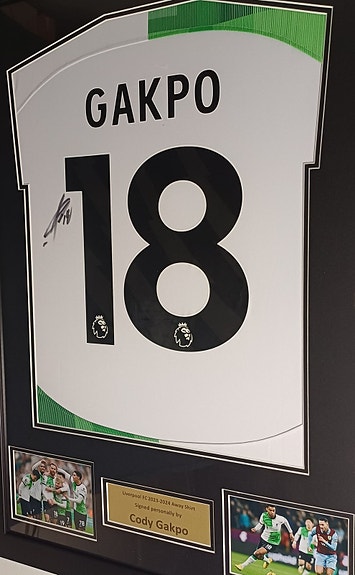 GAKPO
18
Liverpool FC 2023-2024 Away Shirt
Signed personally by
Cody Gakpo